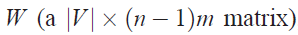 W (a |V| × (n − 1)m matrix)